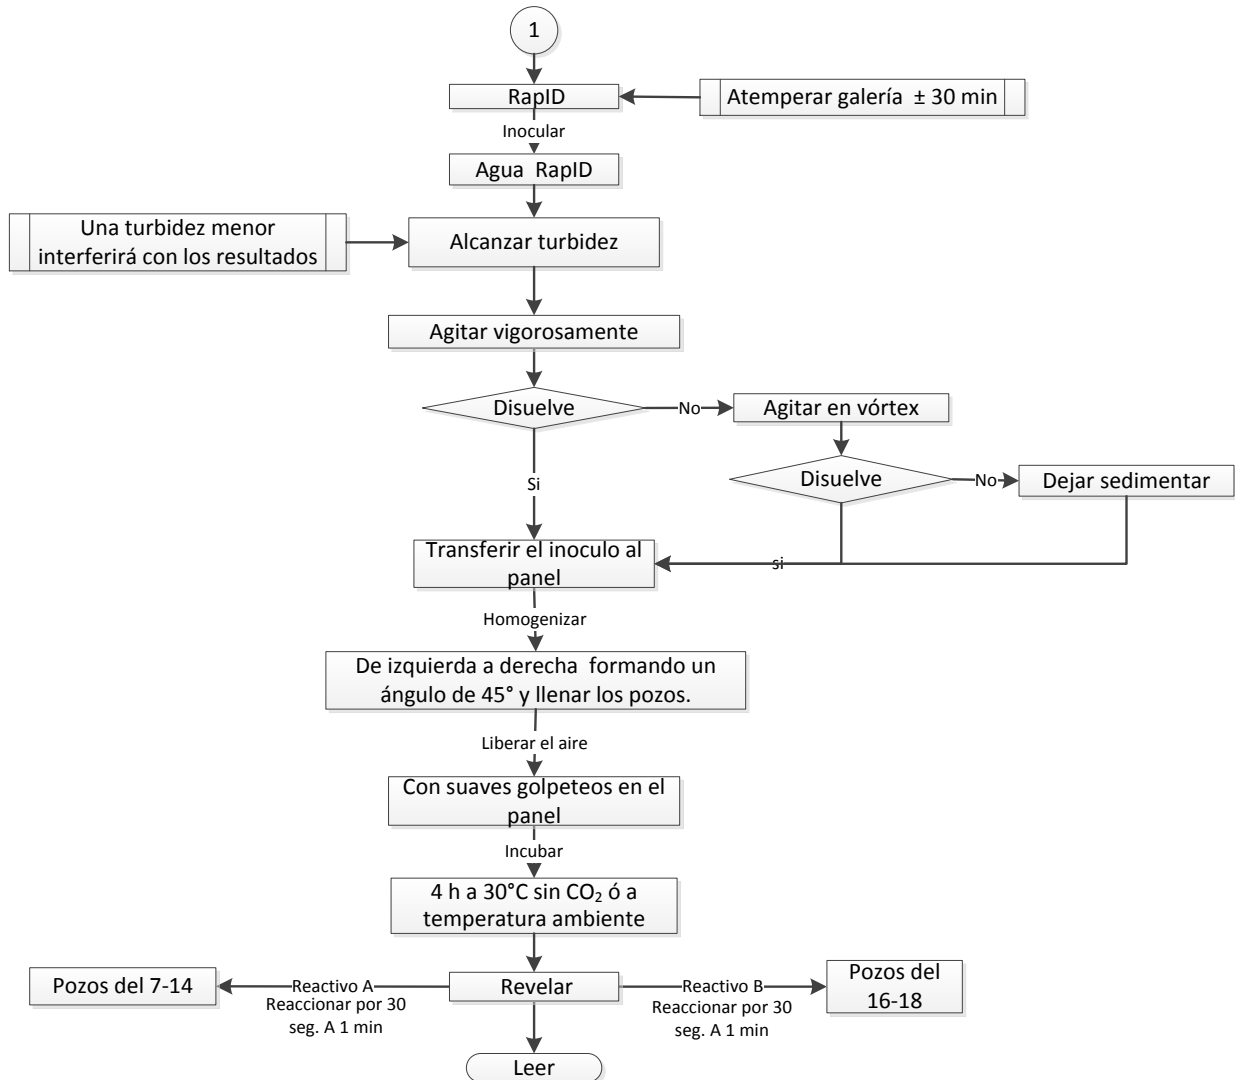 1
RapID
Atemperar galería ± 30 min
Inocular
Agua RapID
Una turbidez menor
interferirá con los resultados
Alcanzar turbidez
Agitar vigorosamente
Disuelve
No
Agitar en vórtex
Si
Disuelve
No
Dejar sedimentar
Transferir el inoculo al
panel
si
Homogenizar
De izquierda a derecha formando un
ángulo de 45° y llenar los pozos.
Liberar el aire
Con suaves golpeteos en el
panel
Incubar
4 h a 30°C sin CO₂ ó a
temperatura ambiente
Pozos del 7-14
Reactivo A
Reaccionar por 30
seg. A 1 min
Revelar
Reactivo B
Reaccionar por 30
seg. A 1 min
Pozos del
16-18
Leer